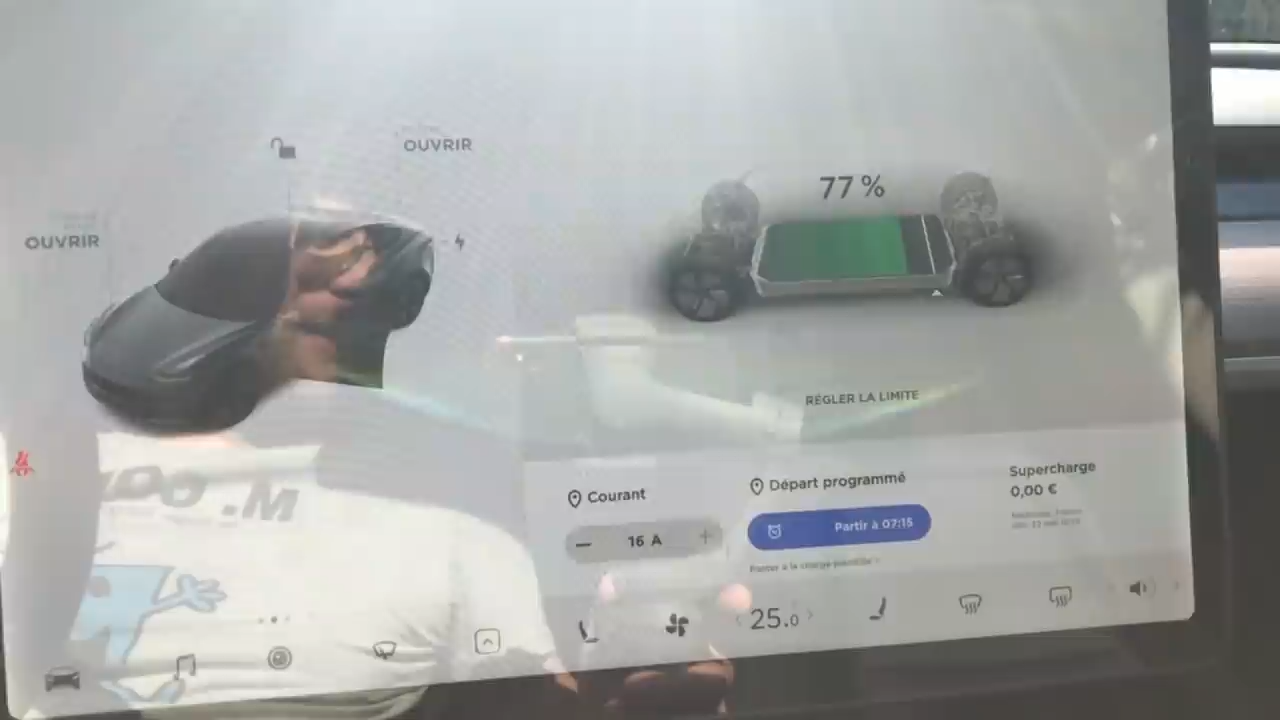 OUVRIR
OUVRIR
77 %
RÉGLER LA LIMITE
Courant
16 A
Départ programmé
Partir à 07:15
Supercharge
0,00 €
25.0